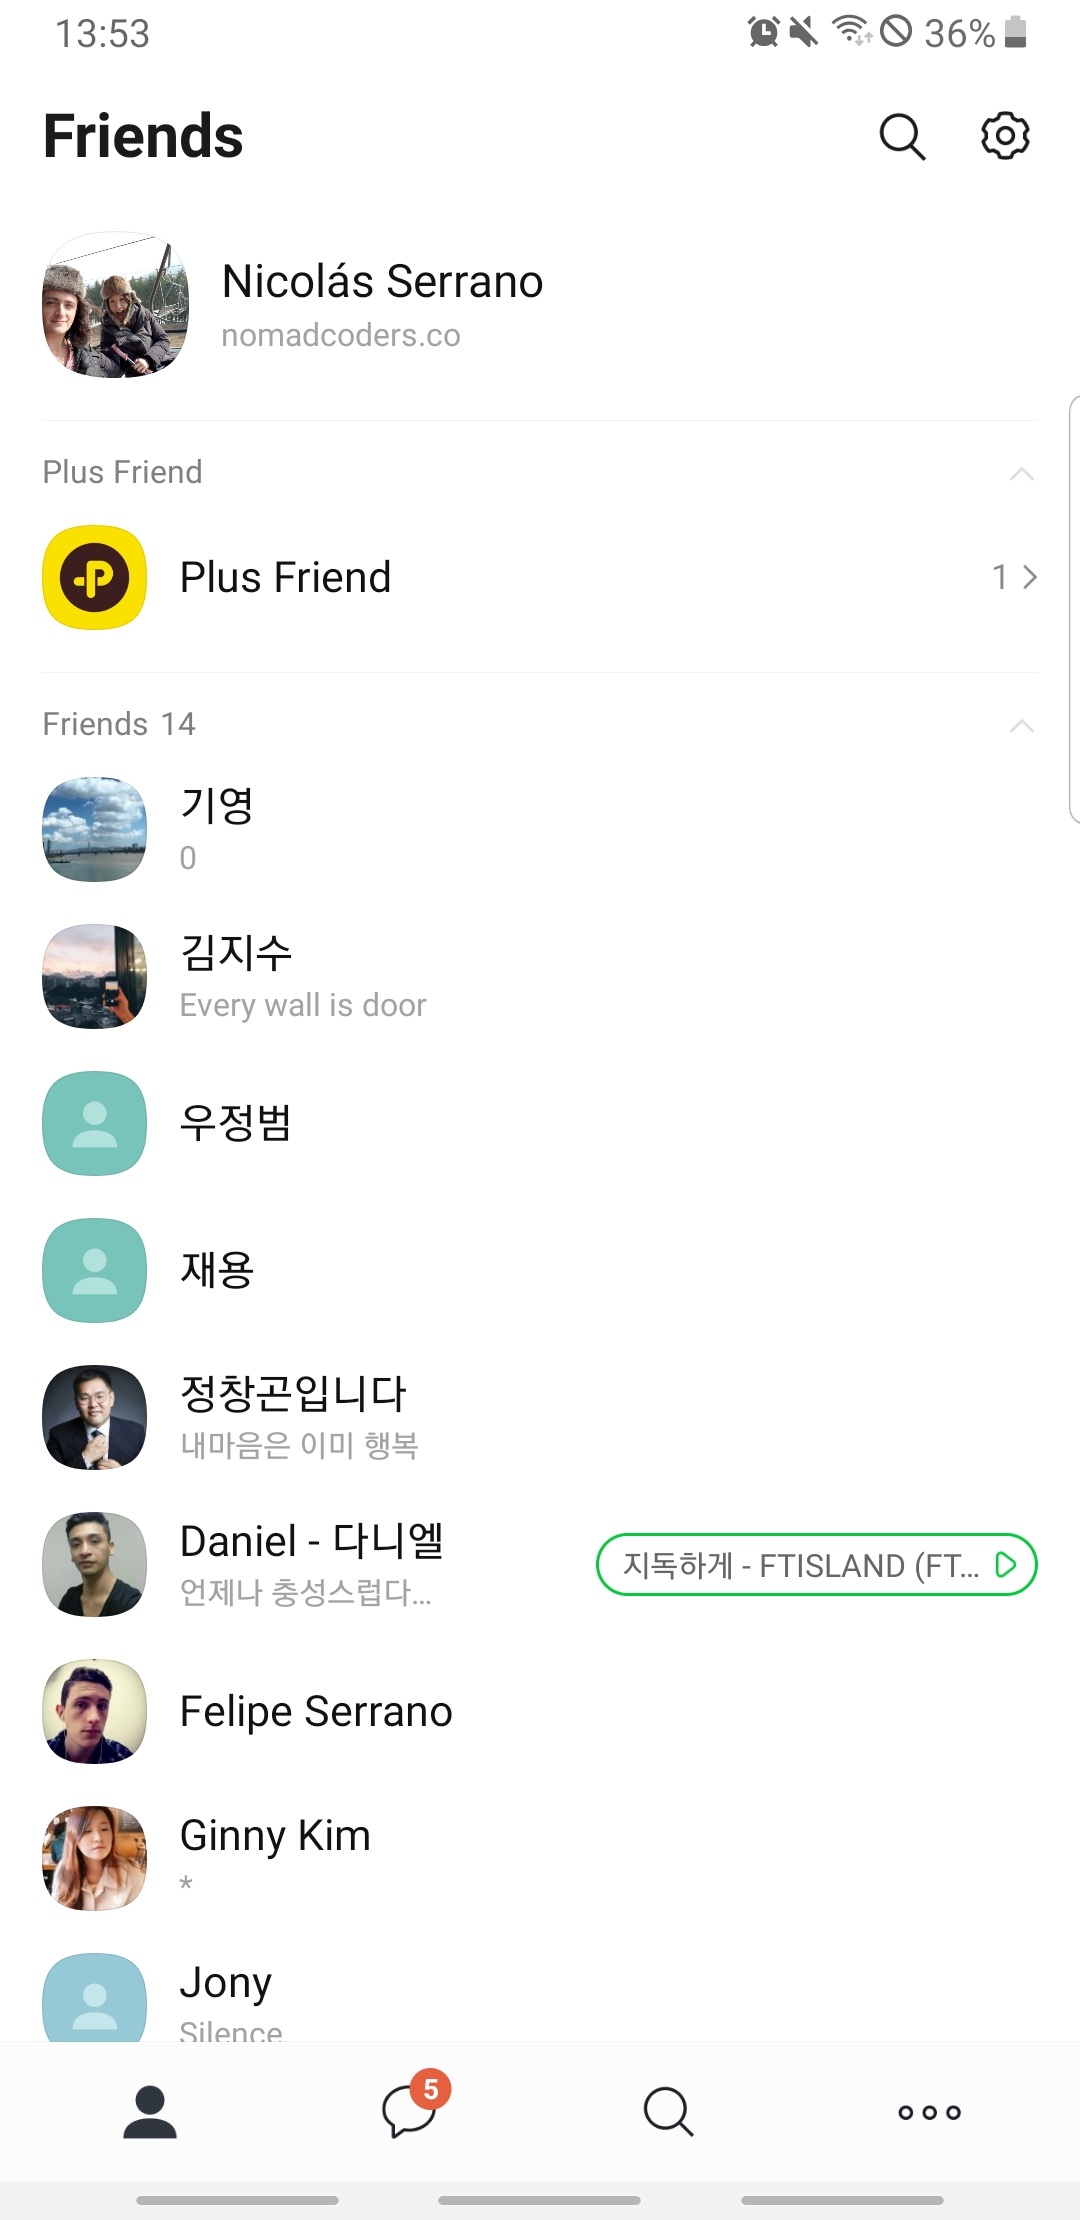 13:53 36%
Friends
Nicolás Serrano
nomadcoders.co
Plus Friend
Plus Friend 1
Friends 14
기영
0
김지수
Every wall is door
우정범
재용
정창곤입니다
내마음은 이미 행복
Daniel - 다니엘
언제나 충성스럽다...
지독하게 - FTISLAND (FT...
Felipe Serrano
Ginny Kim
*
Jony
Silence
5